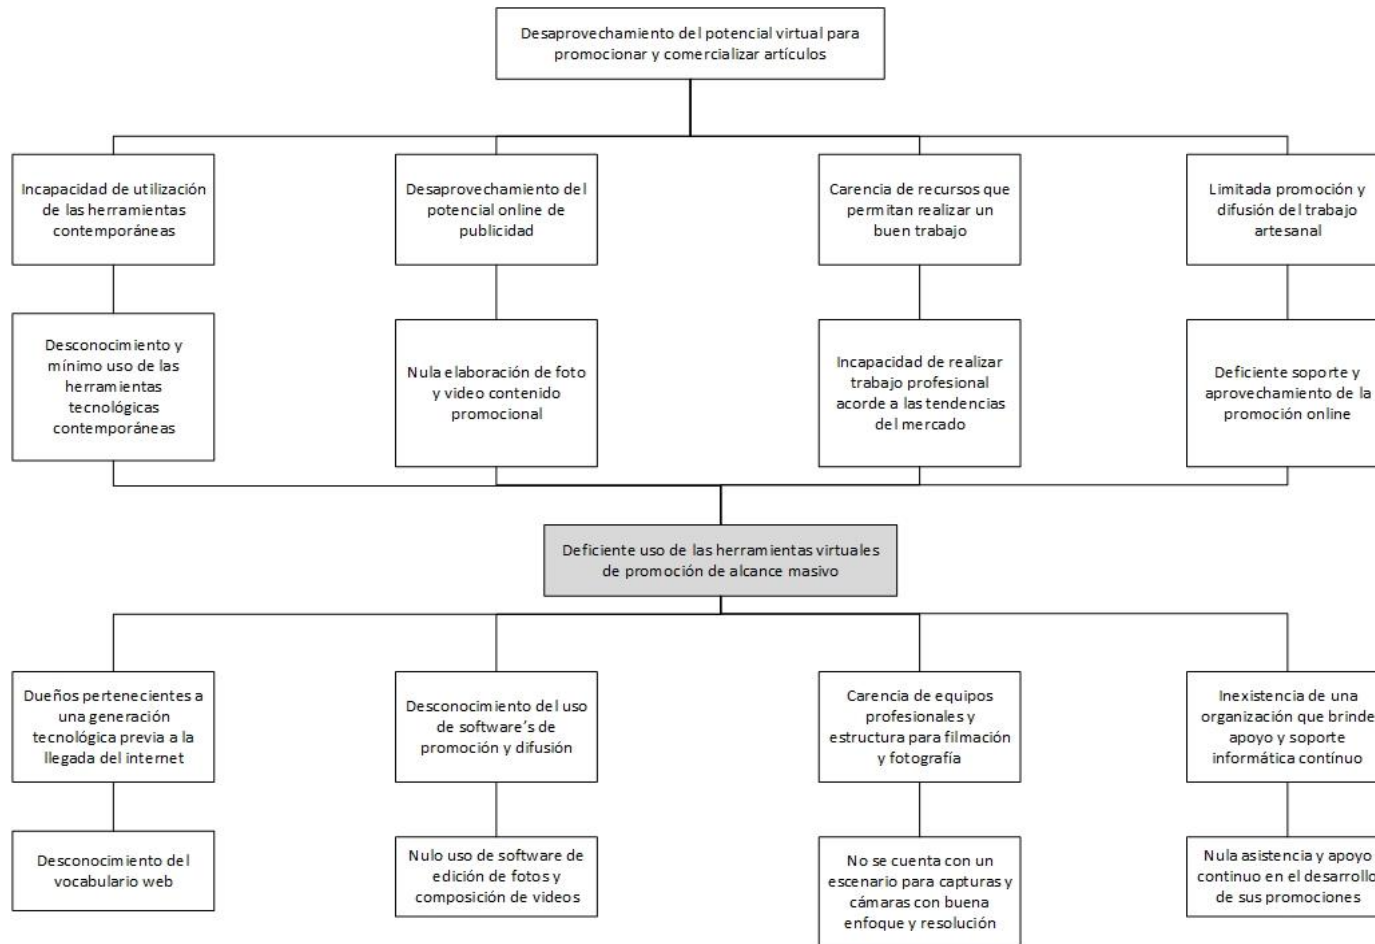 Desaprovechamiento del potencial virtual para
promocionar y comercializar artículos
Incapacidad de utilización
de las herramientas
contemporáneas
Desaprovechamiento del
potencial online de
publicidad
Carencia de recursos que
permitan realizar un
buen trabajo
Limitada promoción y
difusión del trabajo
artesanal
Desconocimiento y
mínimo uso de las
herramientas
tecnológicas
contemporáneas
Nula elaboración de foto
y video contenido
promocional
Incapacidad de realizar
trabajo profesional
acorde a las tendencias
del mercado
Deficiente soporte y
aprovechamiento de la
promoción online
Deficiente uso de las herramientas virtuales
de promoción de alcance masivo
Dueños pertenecientes a
una generación
tecnológica previa a la
llegada del internet
Desconocimiento del uso
de software's de
promoción y difusión
Carencia de equipos
profesionales y
estructura para filmación
y fotografía
Inexistencia de una
organización que brinde
apoyo y soporte
informática contínuo
Desconocimiento del
vocabulario web
Nulo uso de software de
edición de fotos y
composición de videos
No se cuenta con un
escenario para capturas y
cámaras con buena
enfoque y resolución
Nula asistencia y apoyo
continuo en el desarrollo
de sus promociones